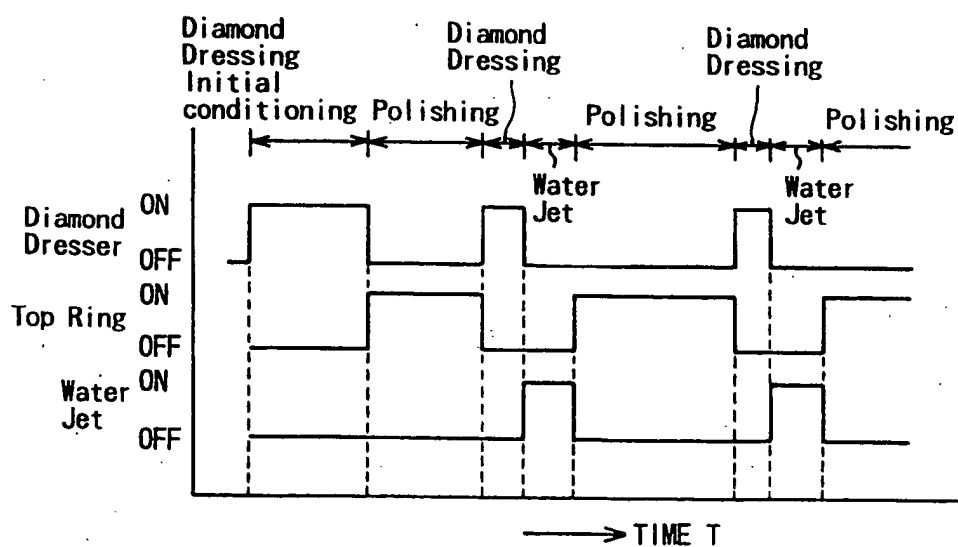 Diamond
Dressing
Initial
conditioning
Polishing
Diamond
Dressing
Polishing
Diamond
Dressing
Polishing
Water
Jet
Water
Jet
Diamond
Dresser
ON
OFF
Top Ring
ON
OFF
Water
Jet
ON
OFF
TIME T